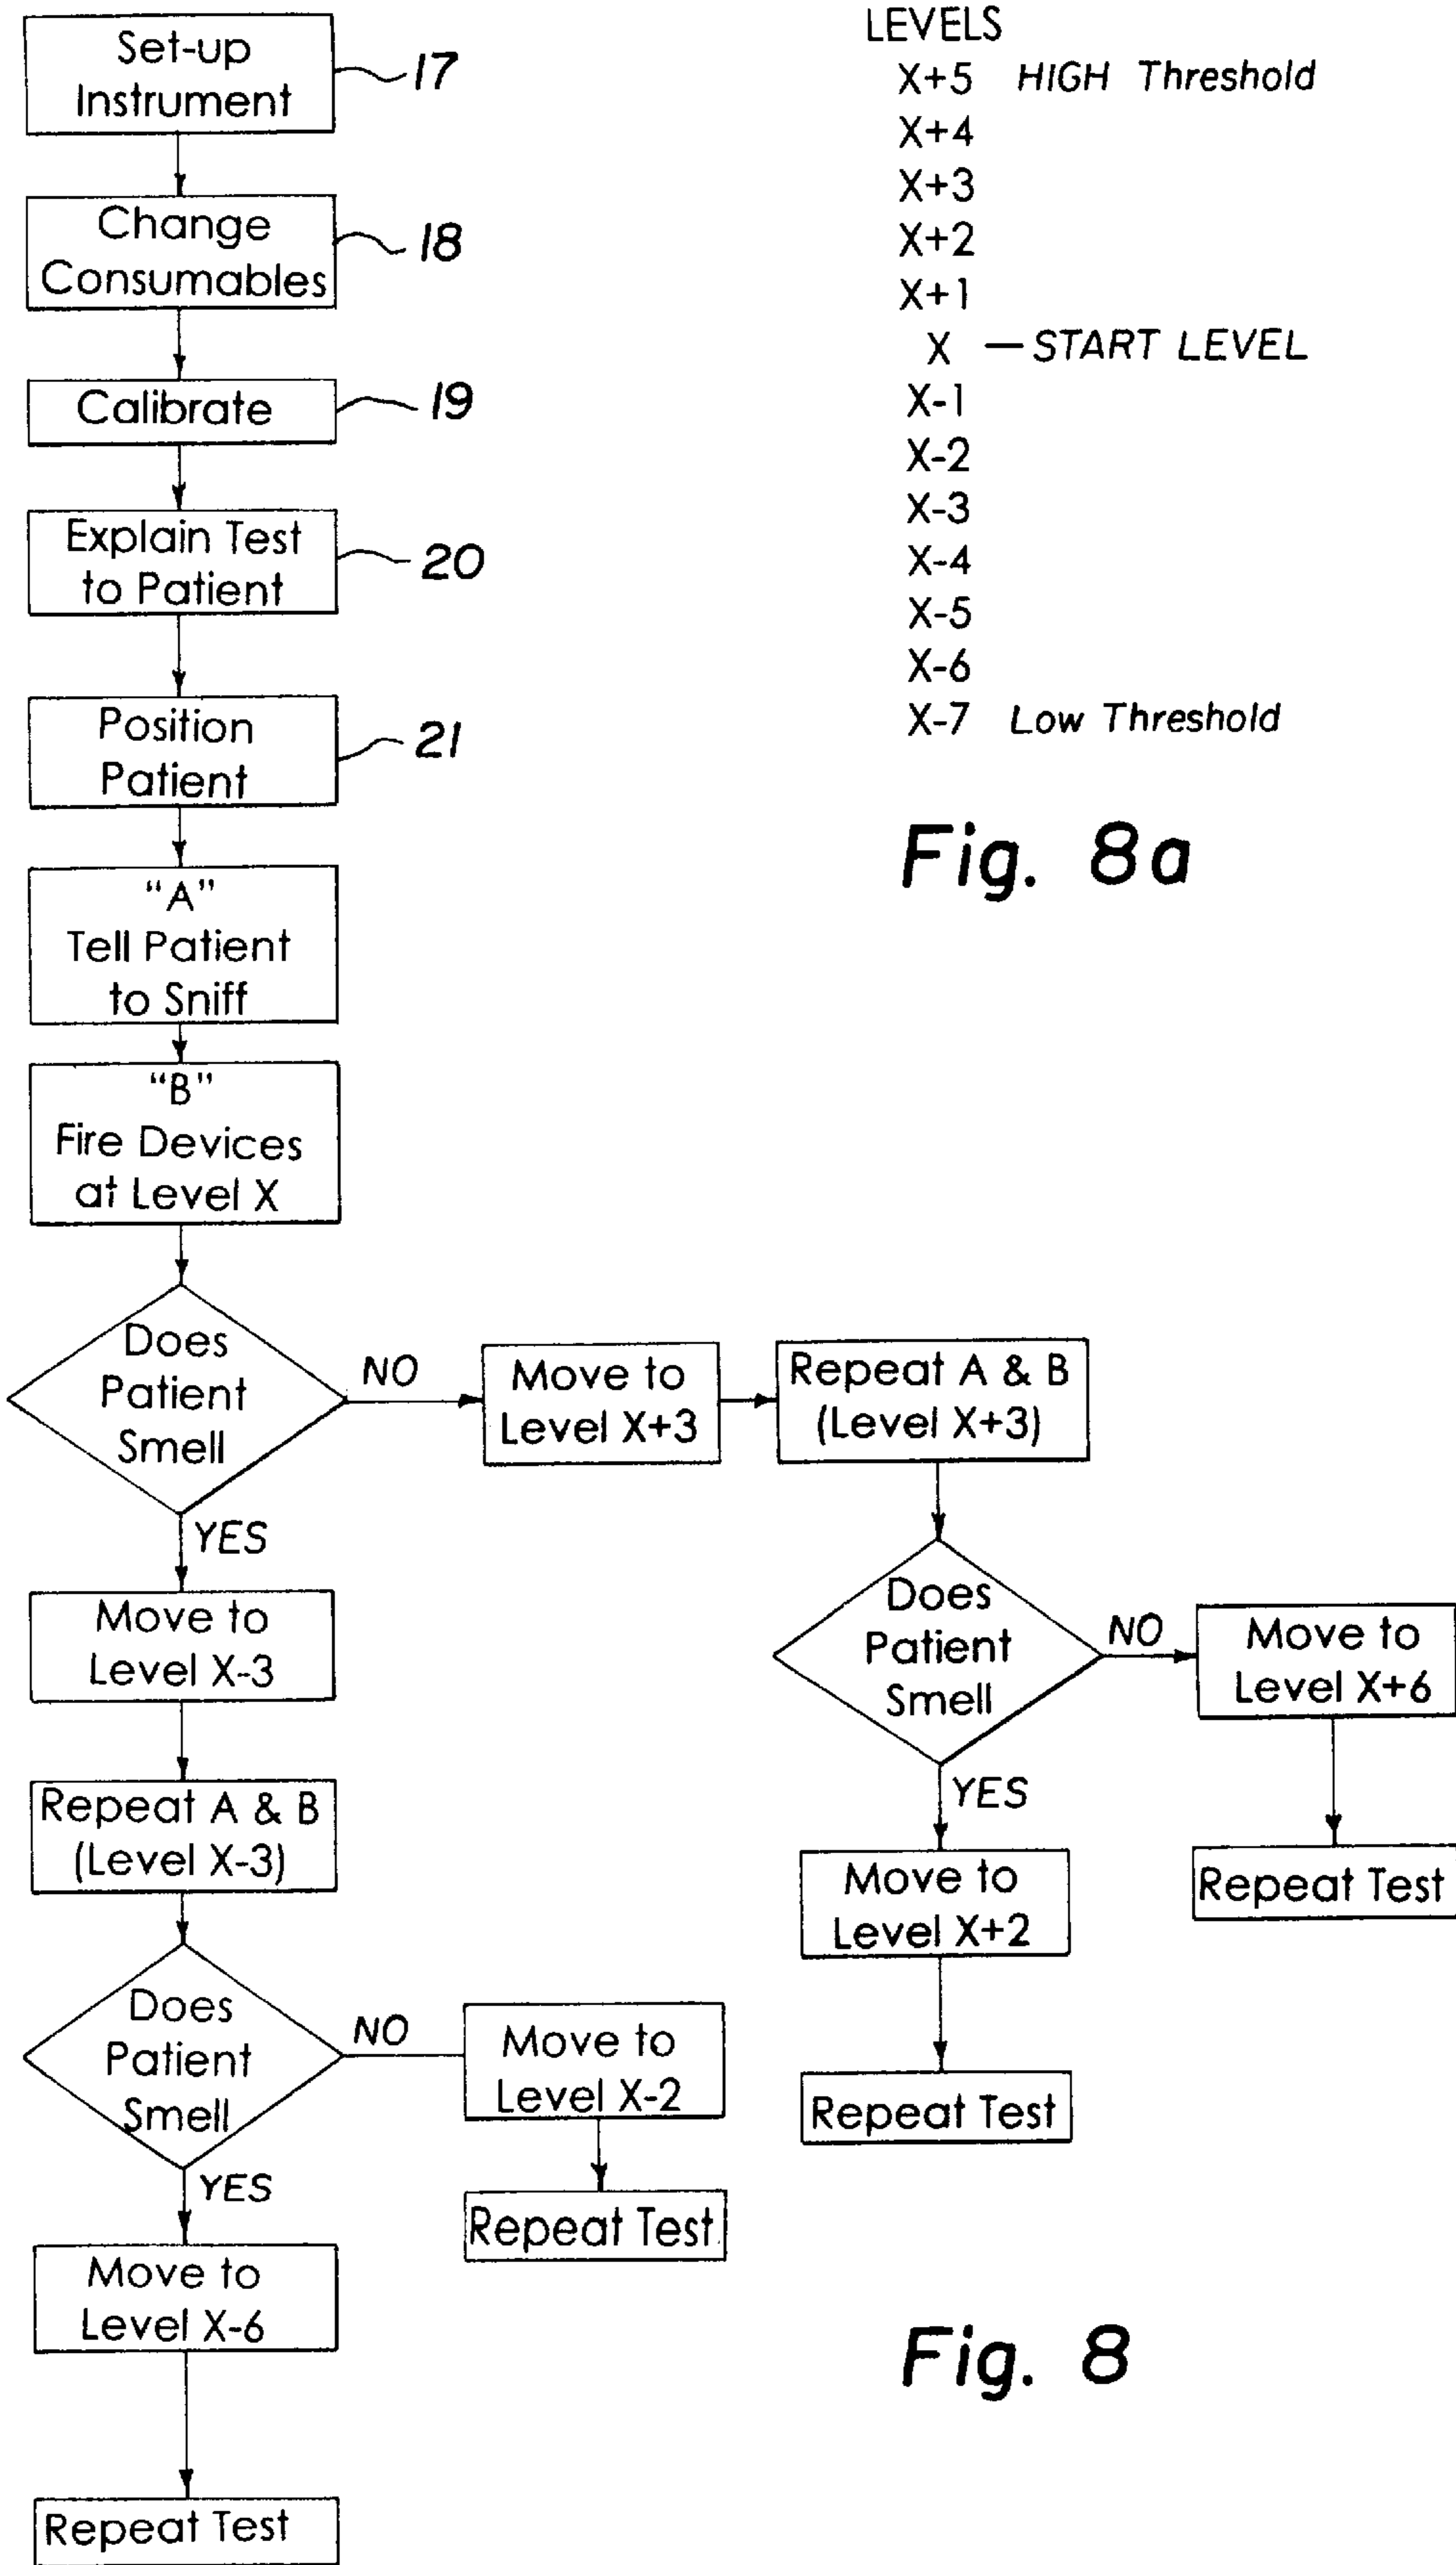 Set-up
Instrument
17
Change
Consumables
18
Calibrate
19
Explain Test
to Patient
20
Position
Patient
21
"A"
Tell Patient
to Sniff
"B"
Fire Devices
at Level X
Does
Patient
Smell
NO
Move to
Level X+3
Repeat A & B
(Level X+3)
YES
Does
Patient
Smell
NO
Move to
Level X+6
Repeat Test
YES
Move to
Level X+2
Repeat Test
Move to
Level X-3
Repeat A & B
(Level X-3)
Does
Patient
Smell
NO
Move to
Level X-2
Repeat Test
YES
Move to
Level X-6
Repeat Test
Fig. 8
LEVELS
X+5 HIGH Threshold
X+4
X+3
X+2
X+1
X — START LEVEL
X-1
X-2
X-3
X-4
X-5
X-6
X-7 Low Threshold
Fig. 8a